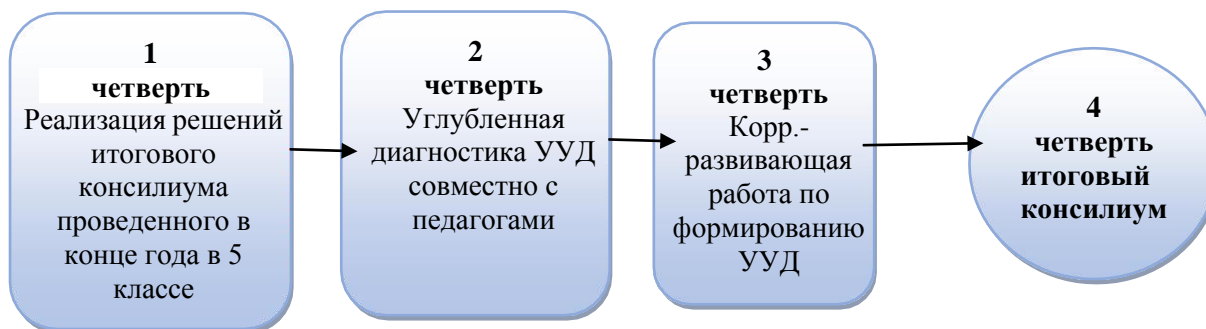 1
четверть
Реализация решений
итогового
консилиума
проведенного в
конце года в 5
классе
2
четверть
Углубленная
диагностика УУД
совместно с
педагогами
3
четверть
Корр.-
развивающая
работа по
формированию
УУД
4
четверть
итоговый
консилиум